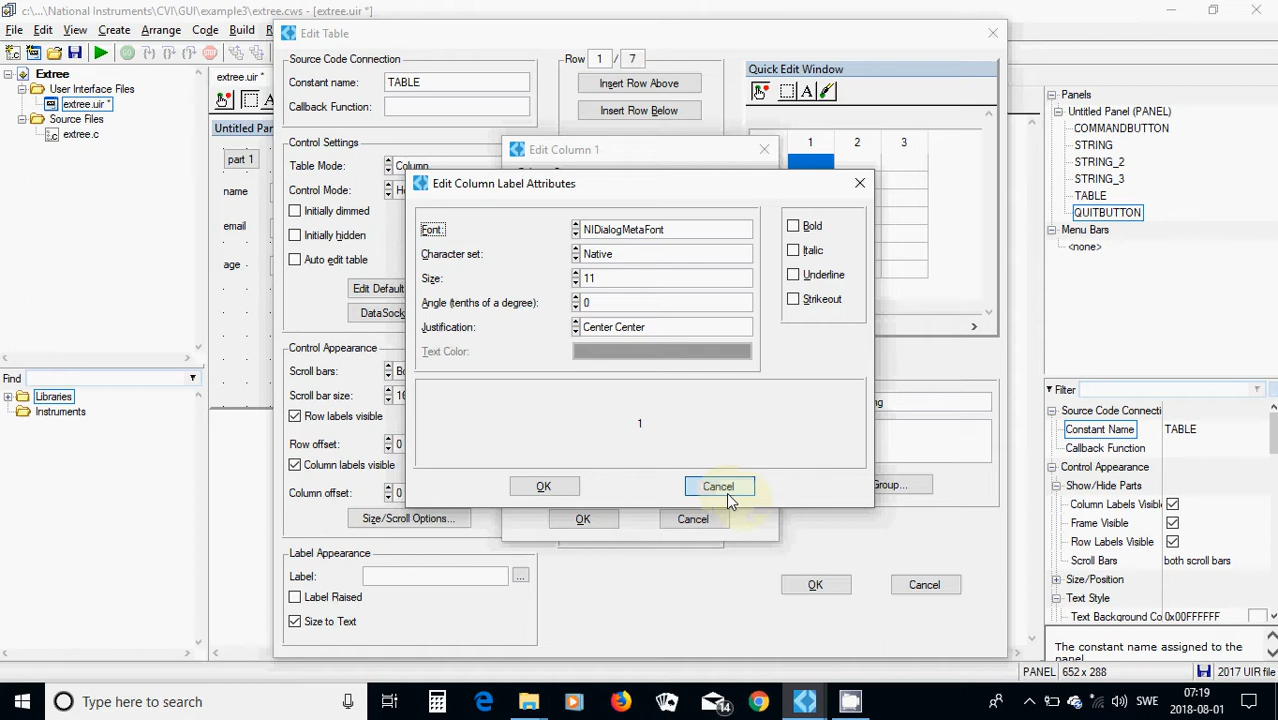 c:\...\National Instruments\CVI\GUI\example3\extree.cws - [extree.uir *]
File Edit View Create Arrange Code Build
Extree
User Interface Files
extree.uir *
Source Files
extree.c
Find
Libraries
Instruments
extree.uir *
Untitled Par
part 1
name
email
age
Edit Table
Source Code Connection
Constant name: TABLE
Callback Function:
Control Settings
Table Mode: Column
Control Mode:
Initially dimmed
Initially hidden
Auto edit table
Edit Default
DataSock
Control Appearance
Scroll bars:
Scroll bar size:
Row labels visible
Row offset: 0
Column labels visible
Column offset: 0
Size/Scroll Options...
Label Appearance
Label: ...
Label Raised
Size to Text
Row 1 / 7
Insert Row Above
Insert Row Below
Quick Edit Window
1 2 3
Group...
OK Cancel
Edit Column 1
OK Cancel
Edit Column Label Attributes
Font: NIDialogMetaFont
Character set: Native
Size: 11
Angle (tenths of a degree): 0
Justification: Center Center
Text Color:
Bold
Italic
Underline
Strikeout
1
OK Cancel
Panels
Untitled Panel (PANEL)
COMMANDBUTTON
STRING
STRING_2
STRING_3
TABLE
QUITBUTTON
Menu Bars
<none>
Filter
Source Code Connecti
Constant Name TABLE
Callback Function
Control Appearance
Show/Hide Parts
Column Labels Visible
Frame Visible
Row Labels Visible
Scroll Bars both scroll bars
Size/Position
Text Style
Text Background Co 0x00FFFFFF
The constant name assigned to the
panel
PANEL 652 x 288 2017 UIR file
Type here to search
14
SWE
07:19
2018-08-01